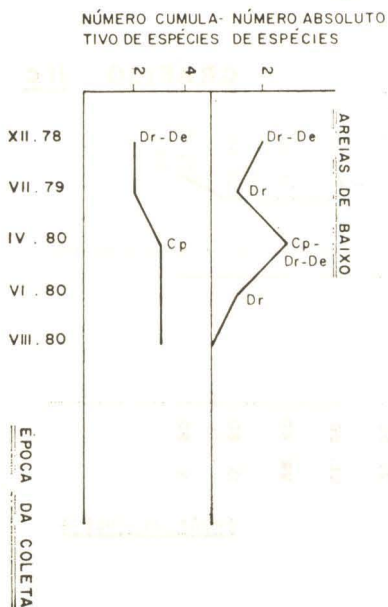 NÚMERO CUMULA- NÚMERO ABSOLUTO
TIVO DE ESPÉCIES DE ESPÉCIES
2
4
2
AREIAS DE BAIXO
XII.78
Dr-De
Dr-De
VII.79
Dr
IV.80
Cp
Cp-
Dr-De
VI.80
Dr
VIII.80
ÉPOCA DA COLETA